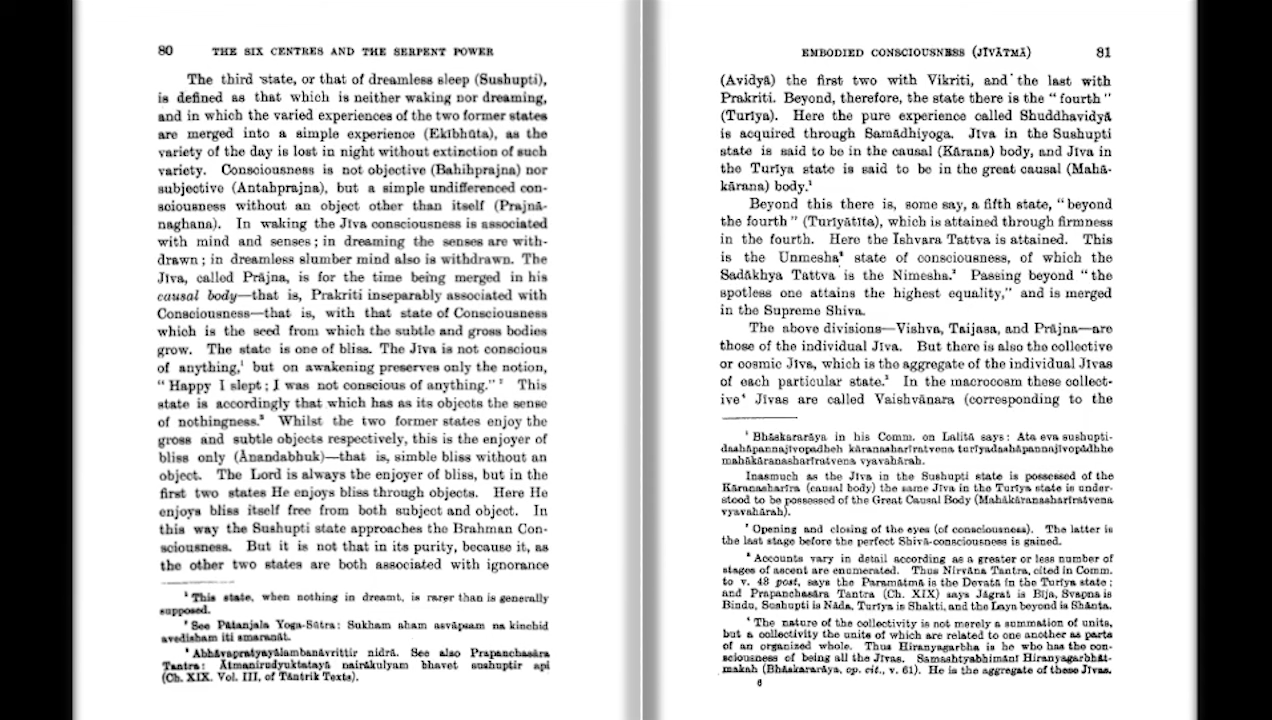 80 THE SIX CENTRES AND THE SERPENT POWER
The third state, or that of dreamless sleep (Sushupti),
is defined as that which is neither waking nor dreaming,
and in which the varied experiences of the two former states
are merged into a simple experience (Ekībhūta), as the
variety of the day is lost in night without extinction of such
variety. Consciousness is not objective (Bahihprajna) nor
subjective (Antahprajna), but a simple undifferenced con-
sciousness without an object other than itself (Prajnā-
naghana). In waking the Jīva consciousness is associated
with mind and senses; in dreaming the senses are with-
drawn; in dreamless slumber mind also is withdrawn. The
Jīva, called Prājna, is for the time being merged in his
causal body—that is, Prakriti inseparably associated with
Consciousness—that is, with that state of Consciousness
which is the seed from which the subtle and gross bodies
grow. The state is one of bliss. The Jīva is not conscious
of anything,¹ but on awakening preserves only the notion,
“ Happy I slept; I was not conscious of anything.” ² This
state is accordingly that which has as its objects the sense
of nothingness.³ Whilst the two former states enjoy the
gross and subtle objects respectively, this is the enjoyer of
bliss only (Ānandabhuk)—that is, simble bliss without an
object. The Lord is always the enjoyer of bliss, but in the
first two states He enjoys bliss through objects. Here He
enjoys bliss itself free from both subject and object. In
this way the Sushupti state approaches the Brahman Con-
sciousness. But it is not that in its purity, because it, as
the other two states are both associated with ignorance
¹ This state, when nothing in dreamt, is rarer than is generally
supposed.
² See Pātanjala Yoga-Sūtra: Sukham aham asvāpsam na kinchid
avedisham iti smaranāt.
³ Abhāvapratyayālambanāvrittir nidrā. See also Prapanchasāra
Tantra: Ātmanirudyuktatayā nairākulyam bhavet sushuptir api
(Ch. XIX. Vol. III, of Tāntrik Texts).
EMBODIED CONSCIOUSNESS (JĪVĀTMĀ) 81
(Avidyā) the first two with Vikriti, and the last with
Prakriti. Beyond, therefore, the state there is the “ fourth ”
(Turīya). Here the pure experience called Shuddhavidyā
is acquired through Samādhiyoga. Jīva in the Sushupti
state is said to be in the causal (Kārana) body, and Jīva in
the Turīya state is said to be in the great causal (Mahā-
kārana) body.¹
Beyond this there is, some say, a fifth state, “ beyond
the fourth ” (Turīyātīta), which is attained through firmness
in the fourth. Here the Ishvara Tattva is attained. This
is the Unmesha² state of consciousness, of which the
Sadākhya Tattva is the Nimesha.² Passing beyond “ the
spotless one attains the highest equality,” and is merged
in the Supreme Shiva.
The above divisions—Vishva, Taijasa, and Prājna—are
those of the individual Jīva. But there is also the collective
or cosmic Jīva, which is the aggregate of the individual Jīvas
of each particular state.³ In the macrocosm these collect-
ive⁴ Jīvas are called Vaishvānara (corresponding to the
¹ Bhāskararāya in his Comm. on Lalitā says: Ata eva sushupti-
dashāpannajīvopadheh kāranasharīratvena turīyadashāpannajīvopādhhe
mahākāranasharīratvena vyavahārah.
Inasmuch as the Jīva in the Sushupti state is possessed of the
Kāranasharīra (causal body) the same Jīva in the Turīya state is under-
stood to be possessed of the Great Causal Body (Mahākāranasharīratvena
vyavahārah).
² Opening and closing of the eyes (of consciousness). The latter is
the last stage before the perfect Shiva-consciousness is gained.
³ Accounts vary in detail according as a greater or less number of
stages of ascent are enumerated. Thus Nirvāna Tantra, cited in Comm.
to v. 48 post, says the Paramātmā is the Devatā in the Turīya state;
and Prapanchasāra Tantra (Ch. XIX) says Jāgrat is Bīja, Svapna is
Bindu, Sushupti is Nāda, Turīya is Shakti, and the Laya beyond is Shānta.
⁴ The nature of the collectivity is not merely a summation of units,
but a collectivity the units of which are related to one another as parts
of an organized whole. Thus Hiranyagarbha is he who has the con-
sciousness of being all the Jīvas. Samashtyabhimānī Hiranyagarbhāt-
makah (Bhāskararāya, op. cit., v. 61). He is the aggregate of these Jīvas.
6